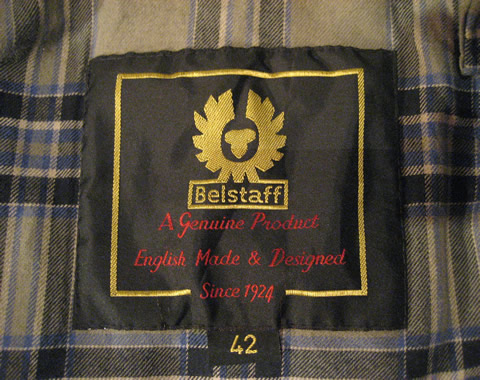 Belstaff
A Genuine Product
English Made & Designed
Since 1924
42